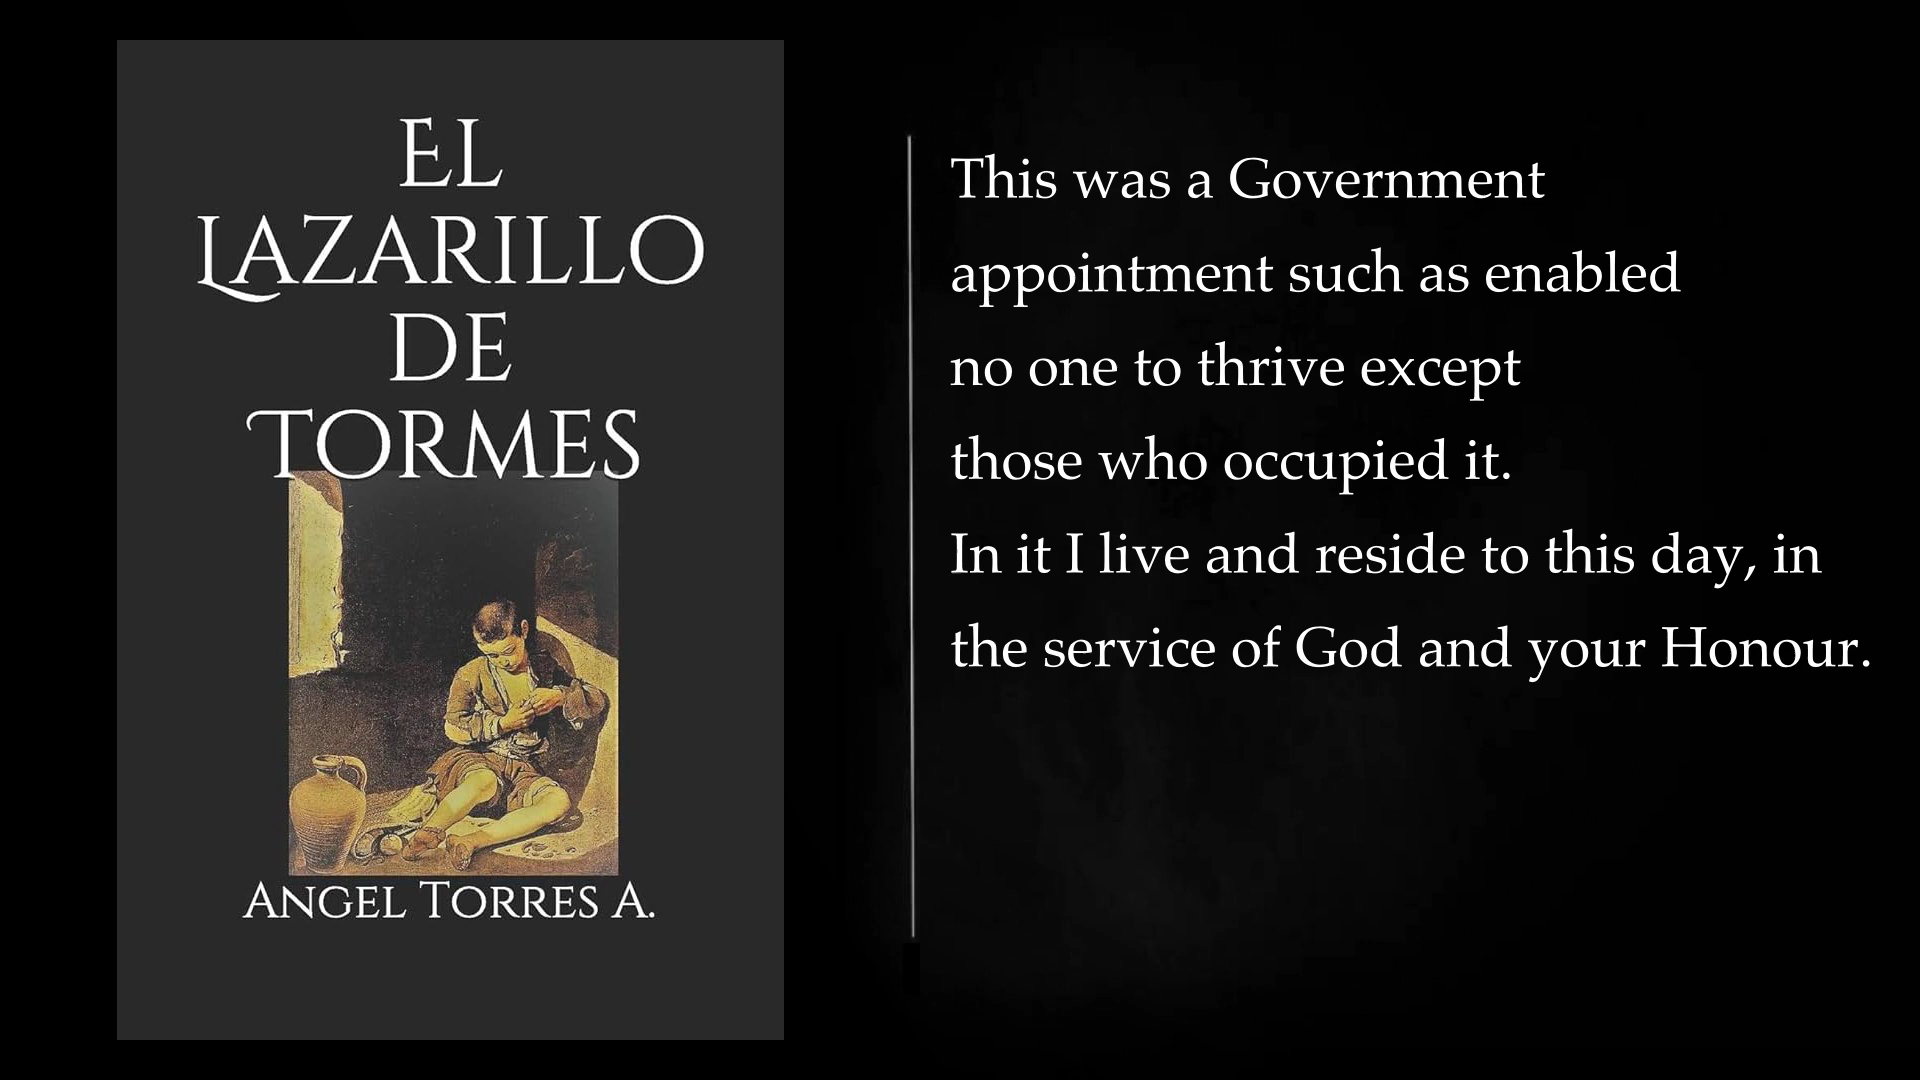 EL
LAZARILLO
DE
TORMES
ANGEL TORRES A.
This was a Government
appointment such as enabled
no one to thrive except
those who occupied it.
In it I live and reside to this day, in
the service of God and your Honour.